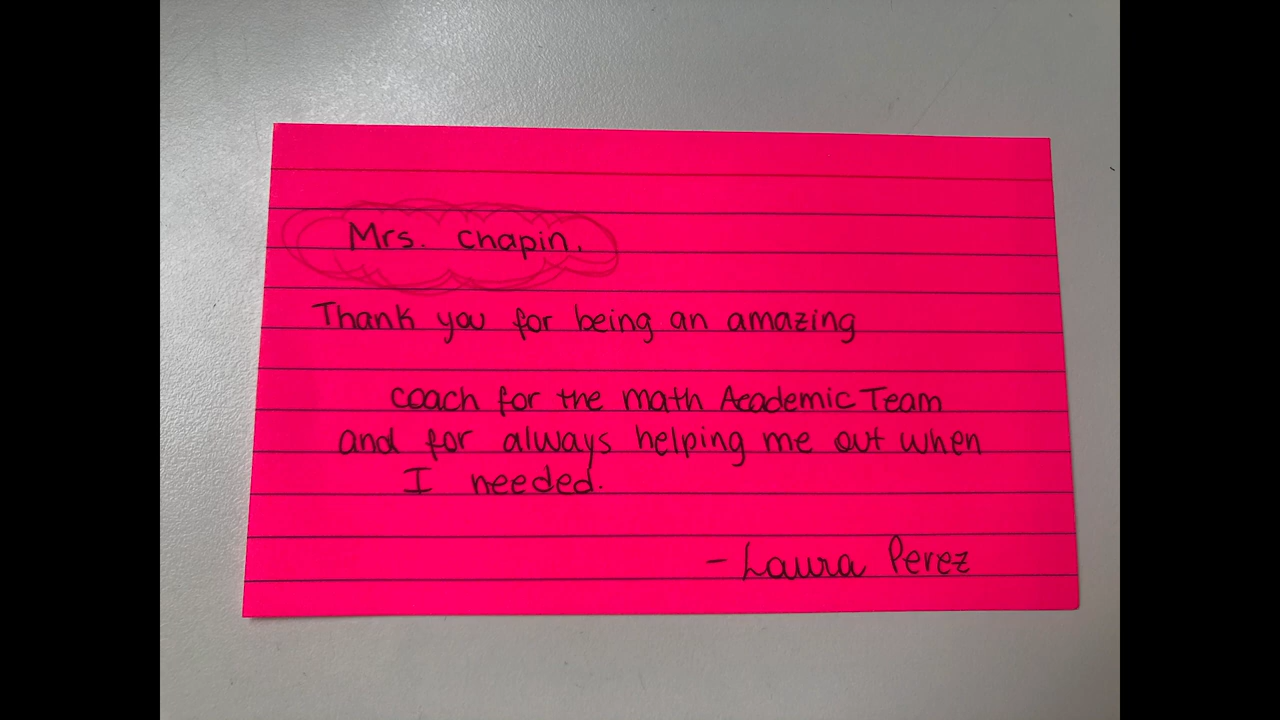 Mrs. Chapin.
Thank you for being an amazing
coach for the math Academic Team
and for always helping me out when
I needed.
- Laura Perez